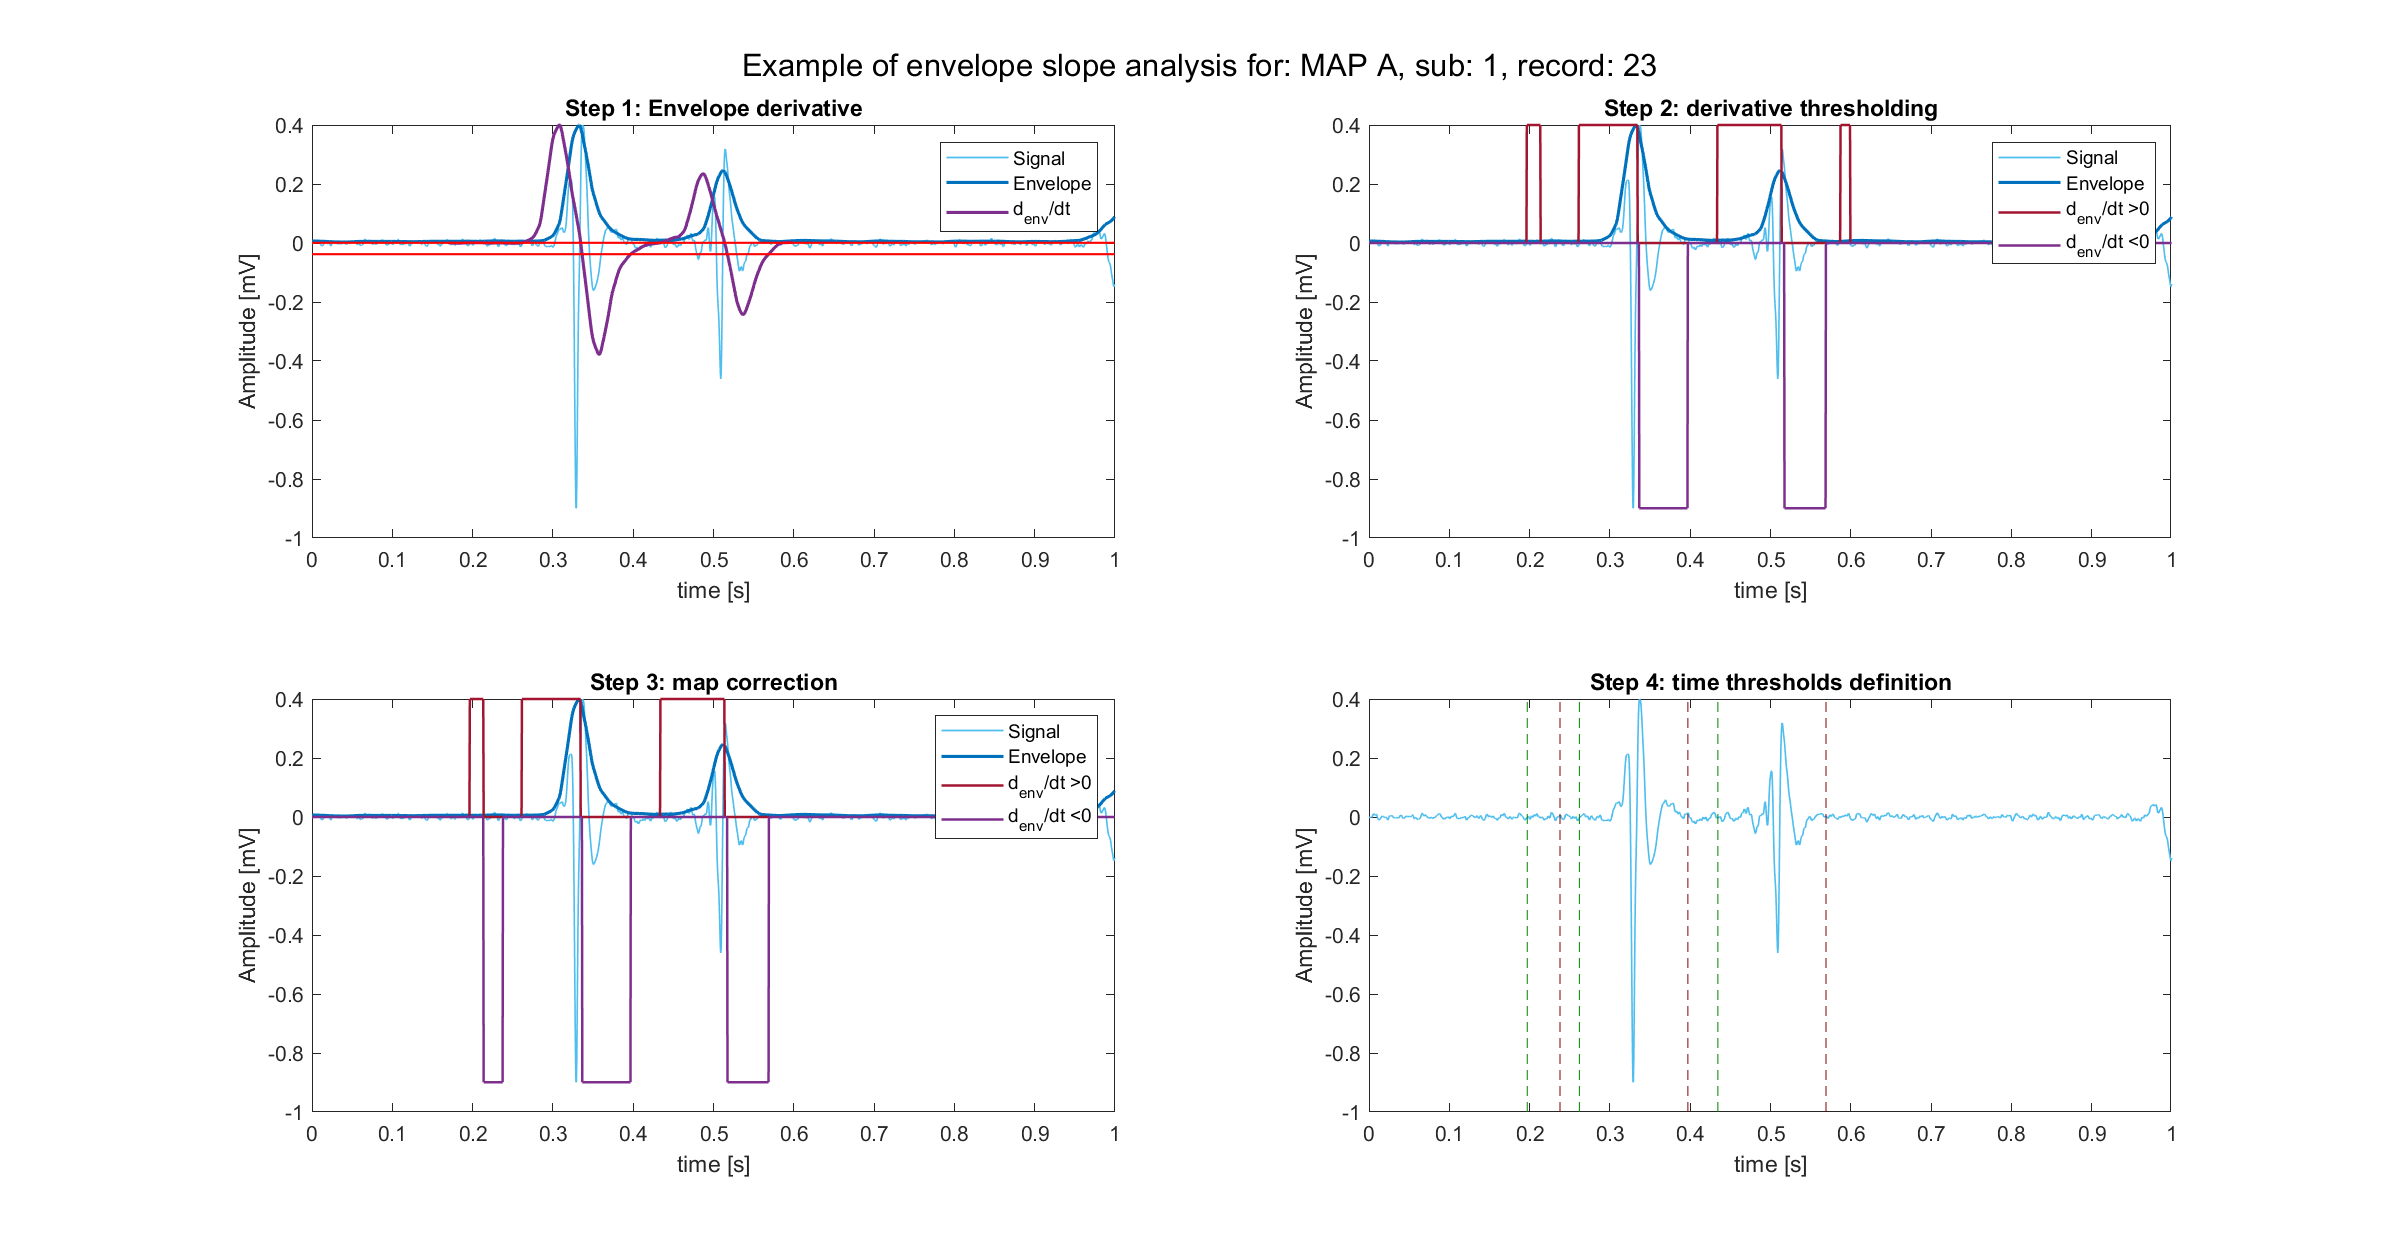 Example of envelope slope analysis for: MAP A, sub: 1, record: 23
Step 1: Envelope derivative
Amplitude [mV]
0.4
0.2
0
-0.2
-0.4
-0.6
-0.8
-1
Signal
Envelope
d_env/dt
0 0.1 0.2 0.3 0.4 0.5 0.6 0.7 0.8 0.9 1
time [s]
Step 2: derivative thresholding
Amplitude [mV]
0.4
0.2
0
-0.2
-0.4
-0.6
-0.8
-1
Signal
Envelope
d_env/dt >0
d_env/dt <0
0 0.1 0.2 0.3 0.4 0.5 0.6 0.7 0.8 0.9 1
time [s]
Step 3: map correction
Amplitude [mV]
0.4
0.2
0
-0.2
-0.4
-0.6
-0.8
-1
Signal
Envelope
d_env/dt >0
d_env/dt <0
0 0.1 0.2 0.3 0.4 0.5 0.6 0.7 0.8 0.9 1
time [s]
Step 4: time thresholds definition
Amplitude [mV]
0.4
0.2
0
-0.2
-0.4
-0.6
-0.8
-1
0 0.1 0.2 0.3 0.4 0.5 0.6 0.7 0.8 0.9 1
time [s]